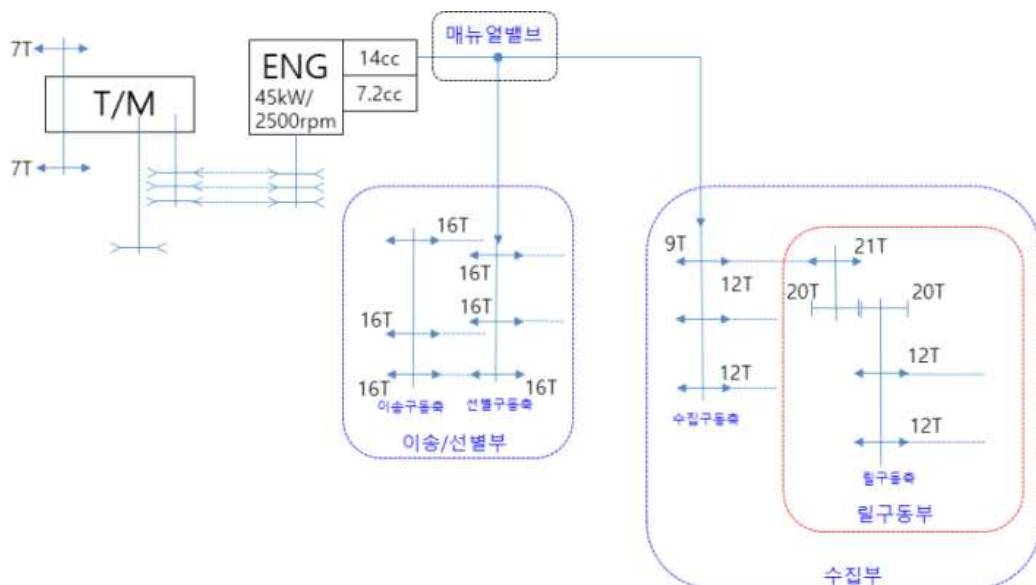 7T
T/M
7T
ENG
45kW/
2500rpm
14cc
7.2cc
매뉴얼밸브
16T
16T
16T
16T
16T
16T
이송구동축
선별구동축
이송/선별부
9T
12T
12T
수집구동축
21T
20T
20T
12T
12T
릴구동축
릴구동부
수집부